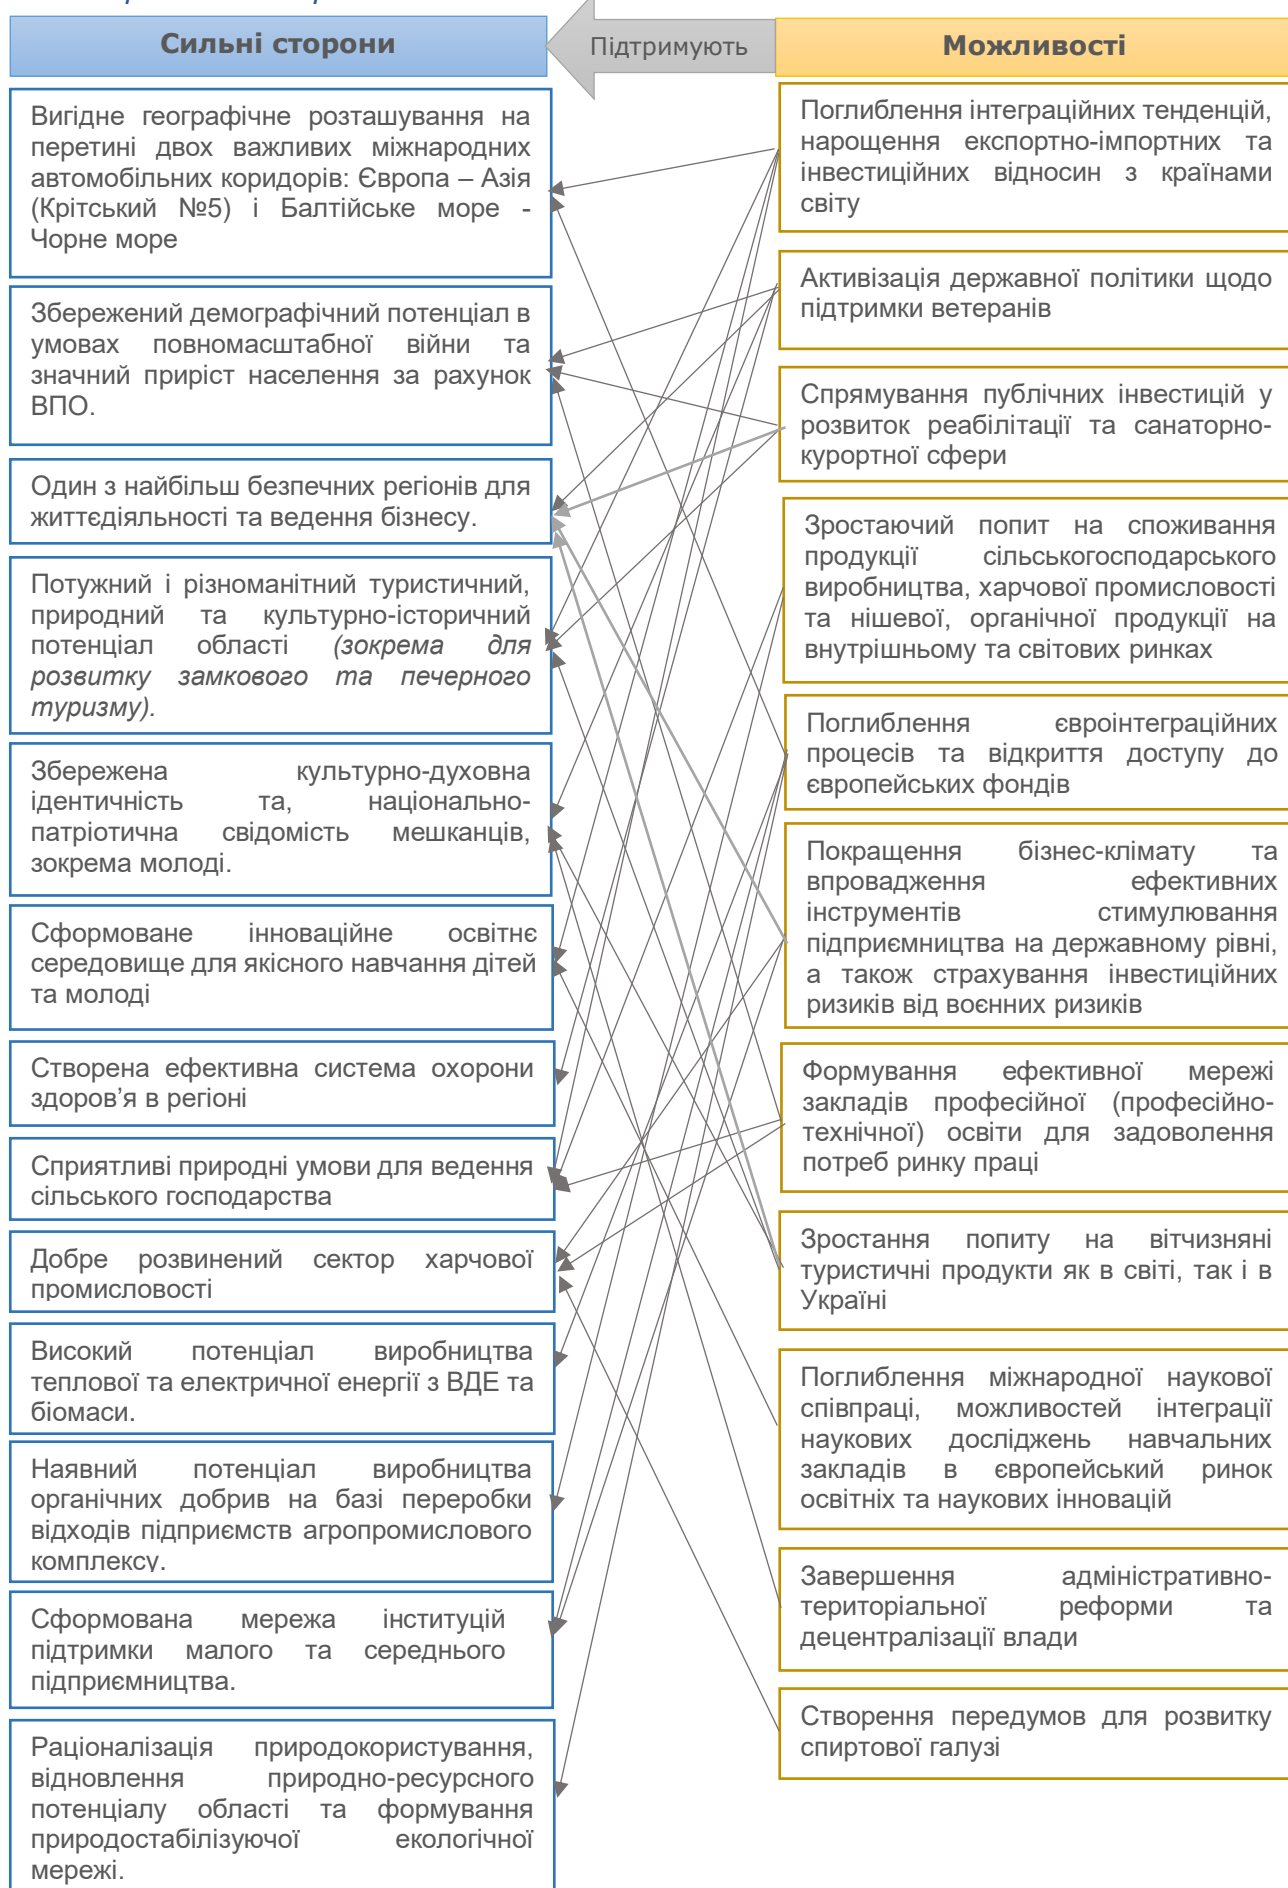 Сильні сторони
Підтримують
Можливості
Вигідне географічне розташування на
перетині двох важливих міжнародних
автомобільних коридорів: Європа – Азія
(Крітський №5) і Балтійське море -
Чорне море
Збережений демографічний потенціал в
умовах повномасштабної війни та
значний приріст населення за рахунок
ВПО.
Один з найбільш безпечних регіонів для
життєдіяльності та ведення бізнесу.
Потужний і різноманітний туристичний,
природний та культурно-історичний
потенціал області (зокрема для
розвитку замкового та печерного
туризму).
Збережена культурно-духовна
ідентичність та, національно-
патріотична свідомість мешканців,
зокрема молоді.
Сформоване інноваційне освітнє
середовище для якісного навчання дітей
та молоді
Створена ефективна система охорони
здоров’я в регіоні
Сприятливі природні умови для ведення
сільського господарства
Добре розвинений сектор харчової
промисловості
Високий потенціал виробництва
теплової та електричної енергії з ВДЕ та
біомаси.
Наявний потенціал виробництва
органічних добрив на базі переробки
відходів підприємств агропромислового
комплексу.
Сформована мережа інституцій
підтримки малого та середнього
підприємництва.
Раціоналізація природокористування,
відновлення природно-ресурсного
потенціалу області та формування
природостабілізуючої екологічної
мережі.
Поглиблення інтеграційних тенденцій,
нарощення експортно-імпортних та
інвестиційних відносин з країнами
світу
Активізація державної політики щодо
підтримки ветеранів
Спрямування публічних інвестицій у
розвиток реабілітації та санаторно-
курортної сфери
Зростаючий попит на споживання
продукції сільськогосподарського
виробництва, харчової промисловості
та нішевої, органічної продукції на
внутрішньому та світових ринках
Поглиблення євроінтеграційних
процесів та відкриття доступу до
європейських фондів
Покращення бізнес-клімату та
впровадження ефективних
інструментів стимулювання
підприємництва на державному рівні,
а також страхування інвестиційних
ризиків від воєнних ризиків
Формування ефективної мережі
закладів професійної (професійно-
технічної) освіти для задоволення
потреб ринку праці
Зростання попиту на вітчизняні
туристичні продукти як в світі, так і в
Україні
Поглиблення міжнародної наукової
співпраці, можливостей інтеграції
наукових досліджень навчальних
закладів в європейський ринок
освітніх та наукових інновацій
Завершення адміністративно-
територіальної реформи та
децентралізації влади
Створення передумов для розвитку
спиртової галузі